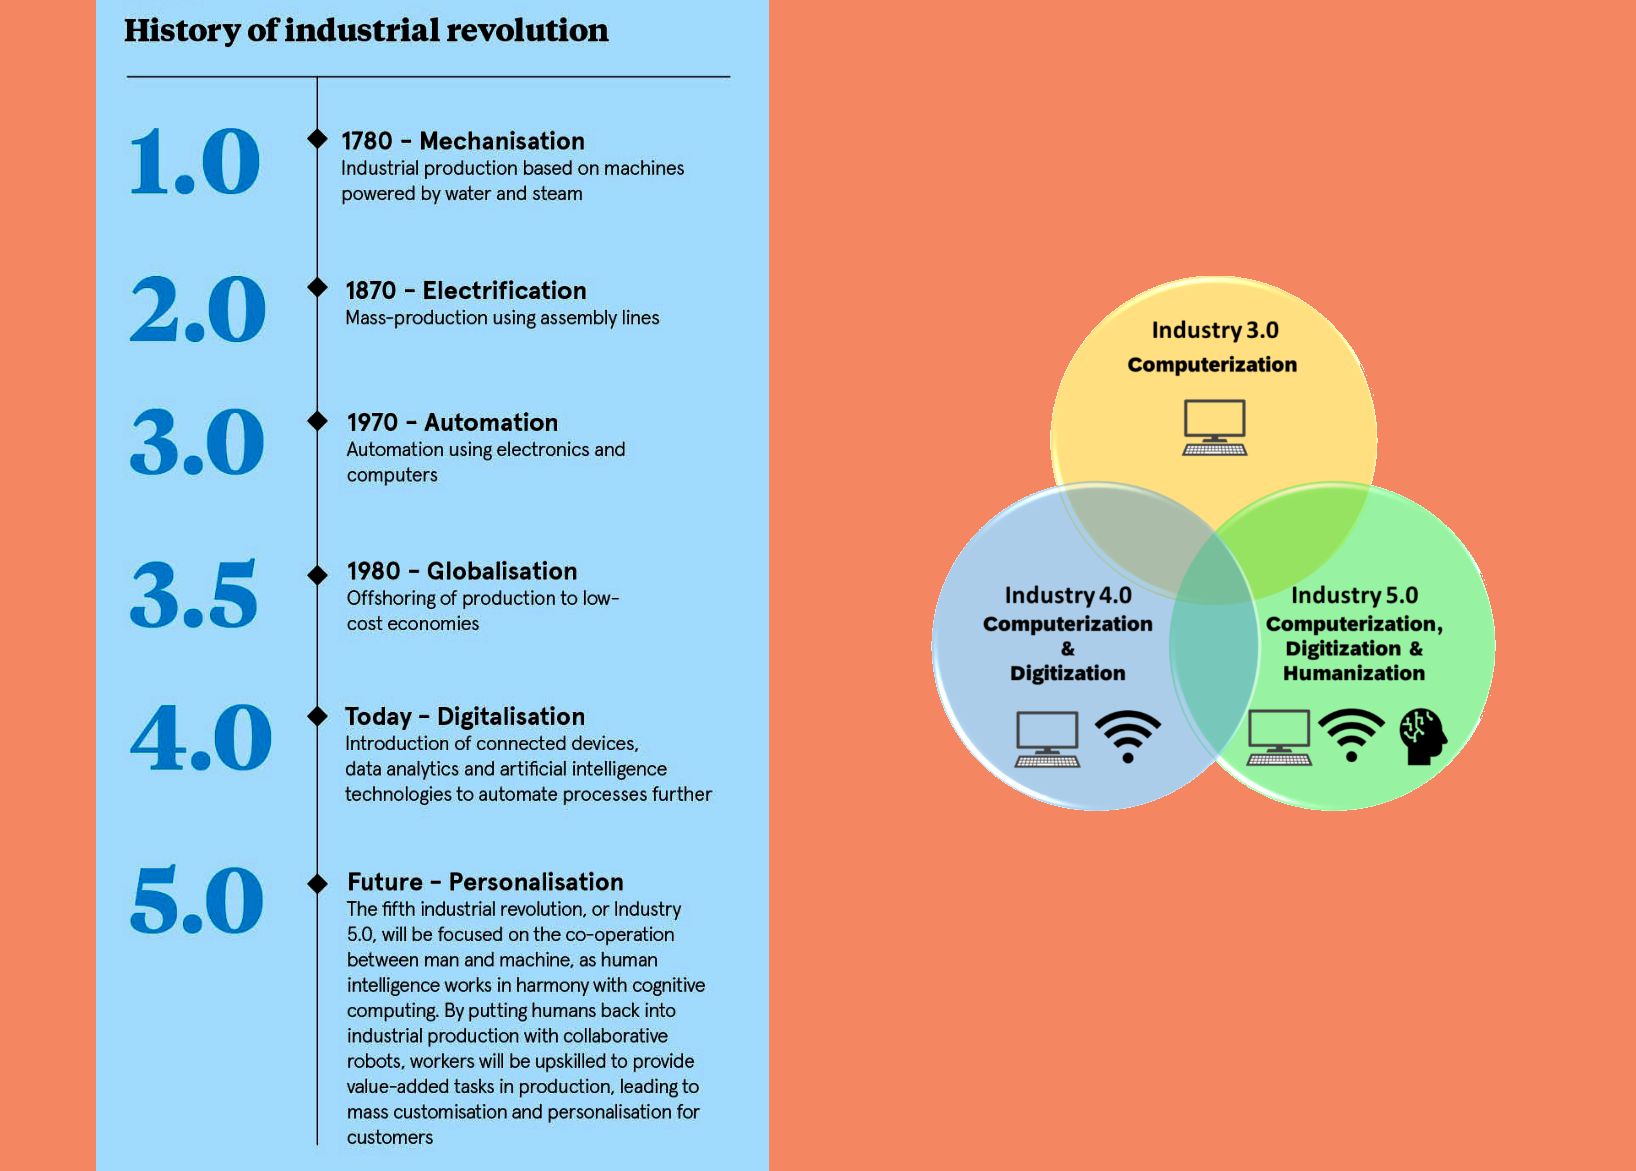 History of industrial revolution
1.0
1780 – Mechanisation
Industrial production based on machines
powered by water and steam
2.0
1870 – Electrification
Mass-production using assembly lines
3.0
1970 – Automation
Automation using electronics and
computers
3.5
1980 – Globalisation
Offshoring of production to low-
cost economies
4.0
Today – Digitalisation
Introduction of connected devices,
data analytics and artificial intelligence
technologies to automate processes further
5.0
Future – Personalisation
The fifth industrial revolution, or Industry
5.0, will be focused on the co-operation
between man and machine, as human
intelligence works in harmony with cognitive
computing. By putting humans back into
industrial production with collaborative
robots, workers will be upskilled to provide
value-added tasks in production, leading to
mass customisation and personalisation for
customers
Industry 3.0
Computerization
Industry 4.0
Computerization
&
Digitization
Industry 5.0
Computerization,
Digitization &
Humanization